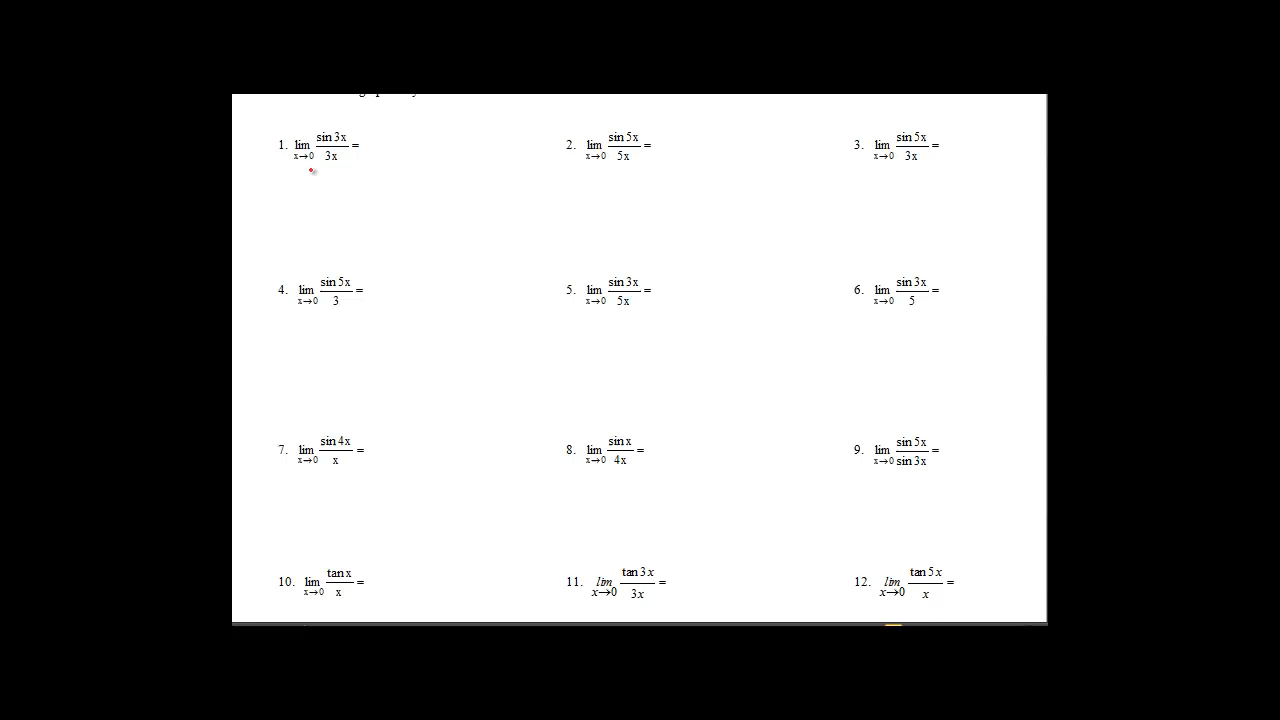 1. lim x→0 sin 3x / 3x =
2. lim x→0 sin 5x / 5x =
3. lim x→0 sin 5x / 3x =
4. lim x→0 sin 5x / 3 =
5. lim x→0 sin 3x / 5x =
6. lim x→0 sin 3x / 5 =
7. lim x→0 sin 4x / x =
8. lim x→0 sin x / 4x =
9. lim x→0 sin 5x / sin 3x =
10. lim x→0 tan x / x =
11. lim x→0 tan 3x / 3x =
12. lim x→0 tan 5x / x =